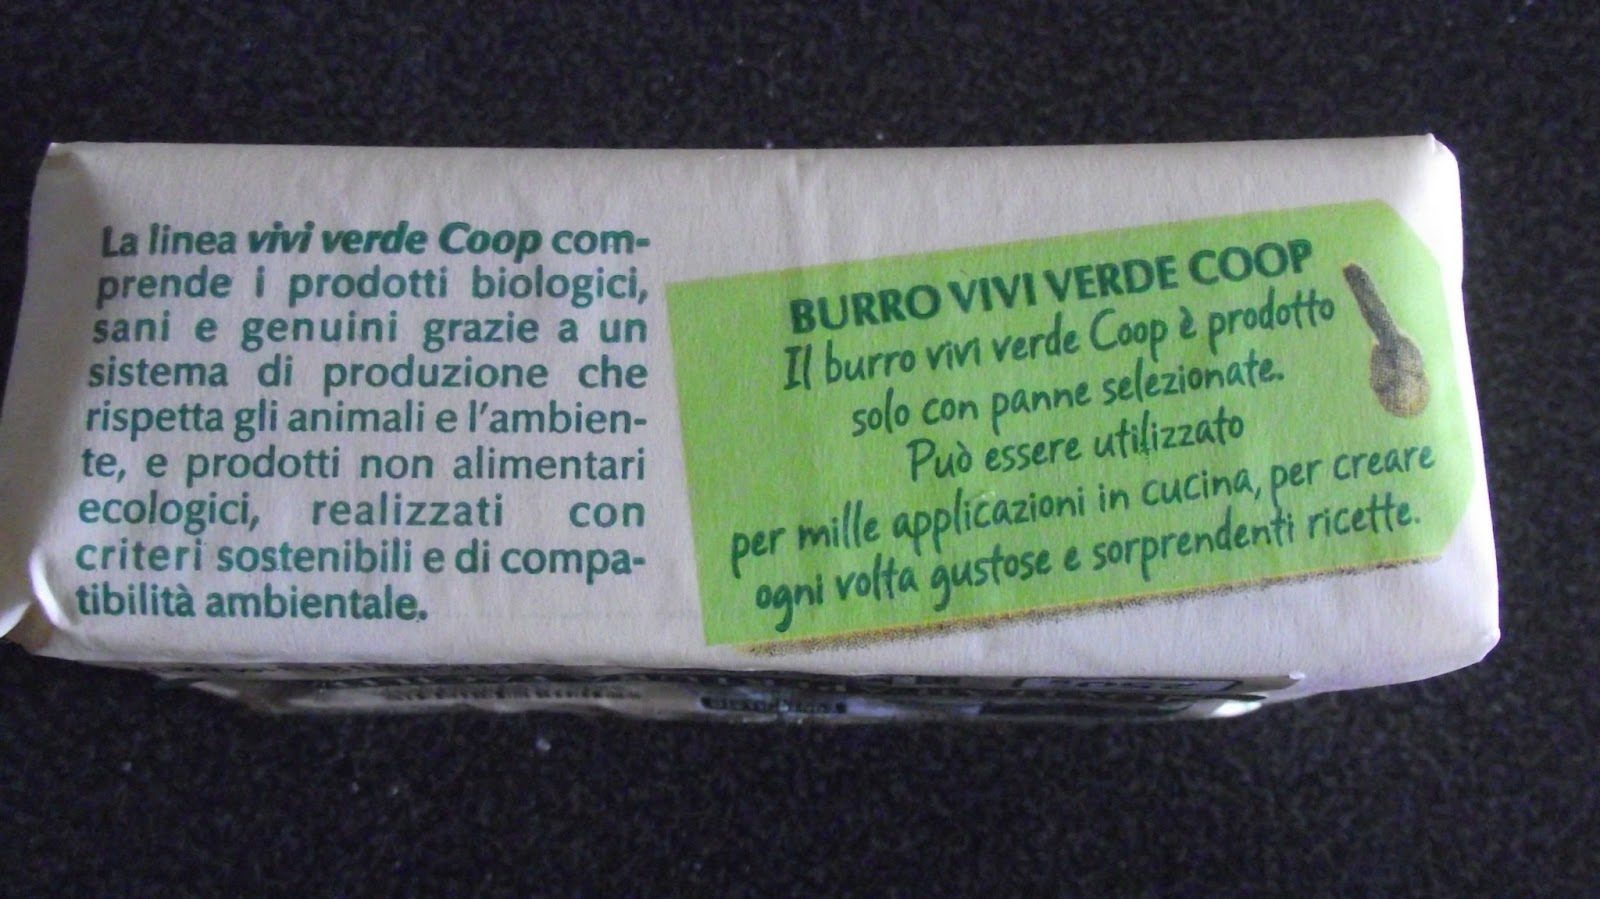 La linea vivi verde Coop com-
prende i prodotti biologici,
sani e genuini grazie a un
sistema di produzione che
rispetta gli animali e l'ambien-
te, e prodotti non alimentari
ecologici, realizzati con
criteri sostenibili e di compa-
tibilità ambientale.
BURRO VIVI VERDE COOP
Il burro vivi verde Coop è prodotto
solo con panne selezionate.
Può essere utilizzato
per mille applicazioni in cucina, per creare
ogni volta gustose e sorprendenti ricette.